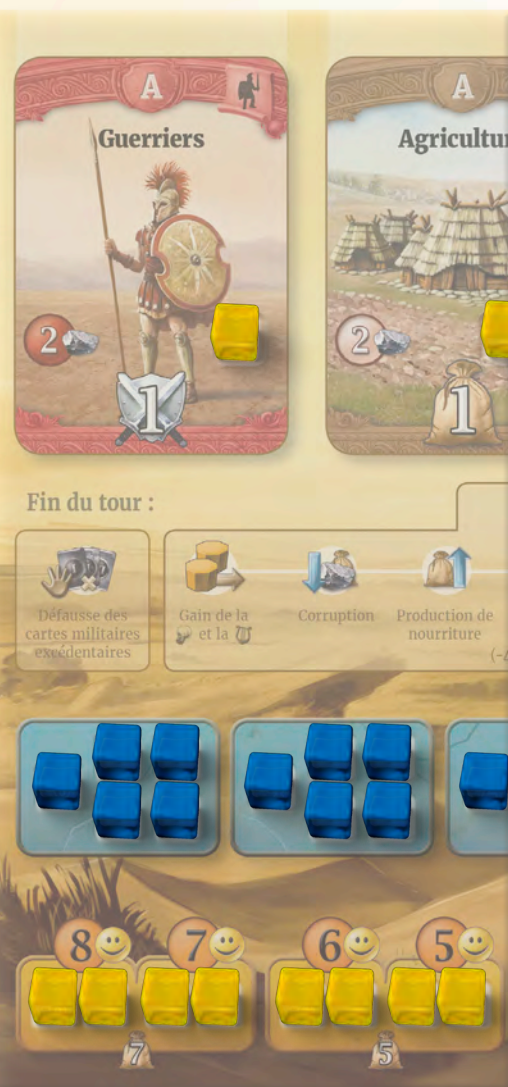 A
A
Guerriers
Agricultur
2
2
1
1
Fin du tour :
Défausse des
cartes militaires
excédentaires
Gain de la
et la
Corruption
Production de
nourriture
(-4
8
7
6
5
7
5